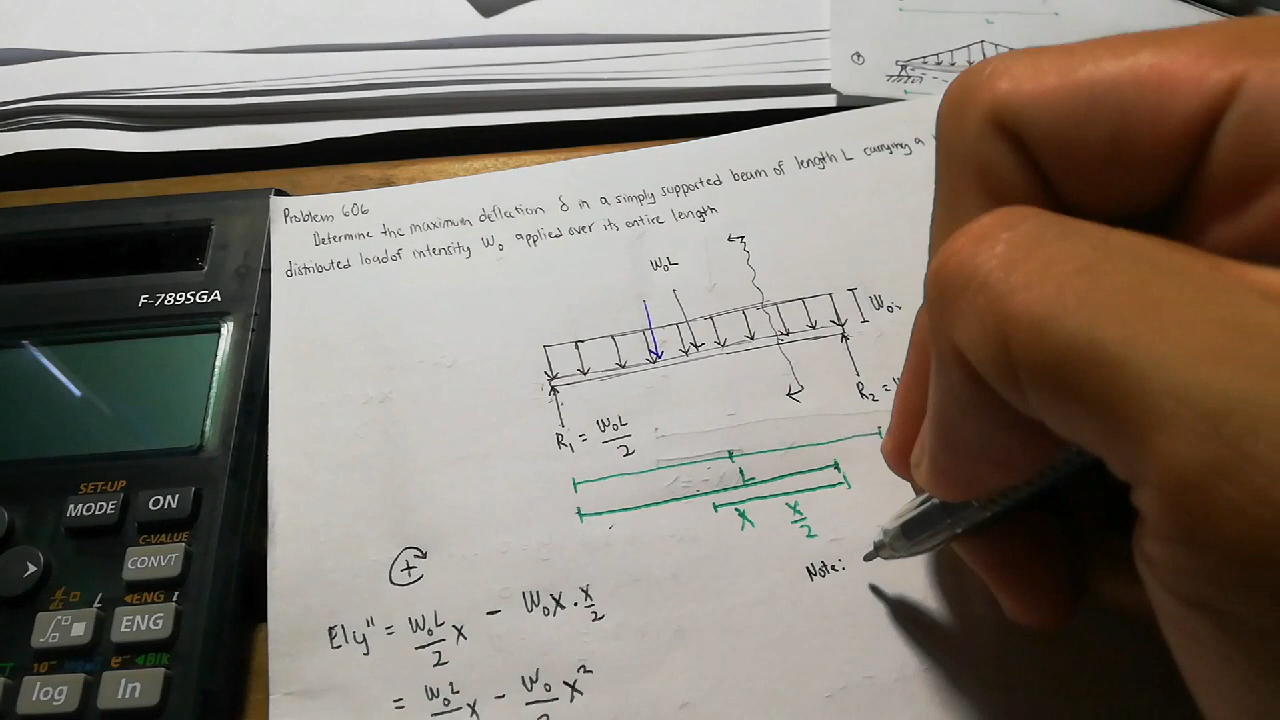 L
Problem 606
Determine the maximum deflection δ in a simply supported beam of length L carrying a
distributed load of intensity W₀ applied over its entire length
W₀L
W₀
F-789SGA
R₁ = W₀L/2
R₂ =
L
x x/2
SET-UP
MODE
ON
C-VALUE
CONVT
Note:
+
◀ENG i
ENG
EIy" = W₀L/2 x - W₀x·x/2
log
ln
= W₀L x - W₀ x²